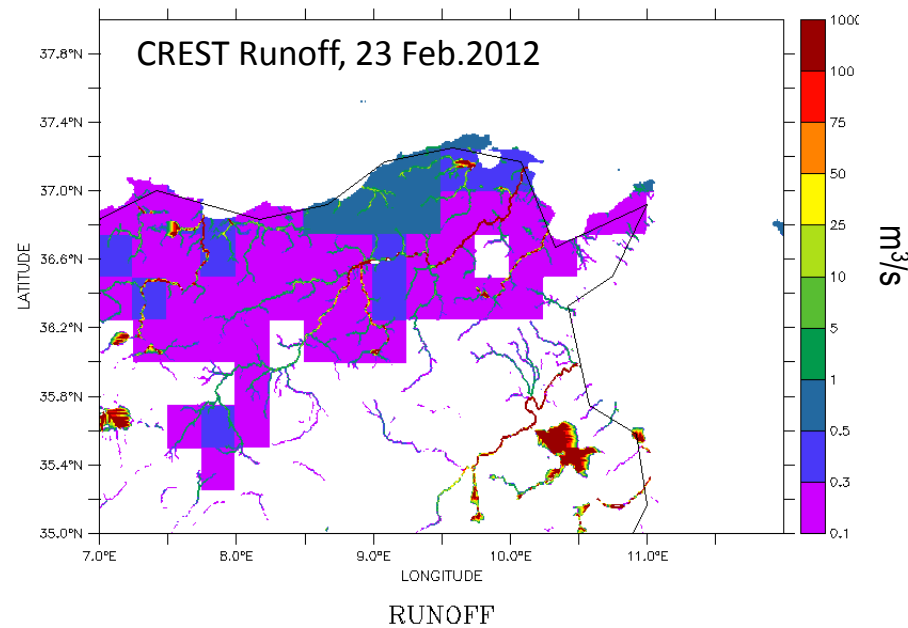 CREST Runoff, 23 Feb.2012
37.8°N
37.4°N
37.0°N
36.6°N
36.2°N
35.8°N
35.4°N
35.0°N
LATITUDE
7.0°E 8.0°E 9.0°E 10.0°E 11.0°E
LONGITUDE
RUNOFF
100
75
50
25
10
5
1
0.5
0.3
0.1
m³/s